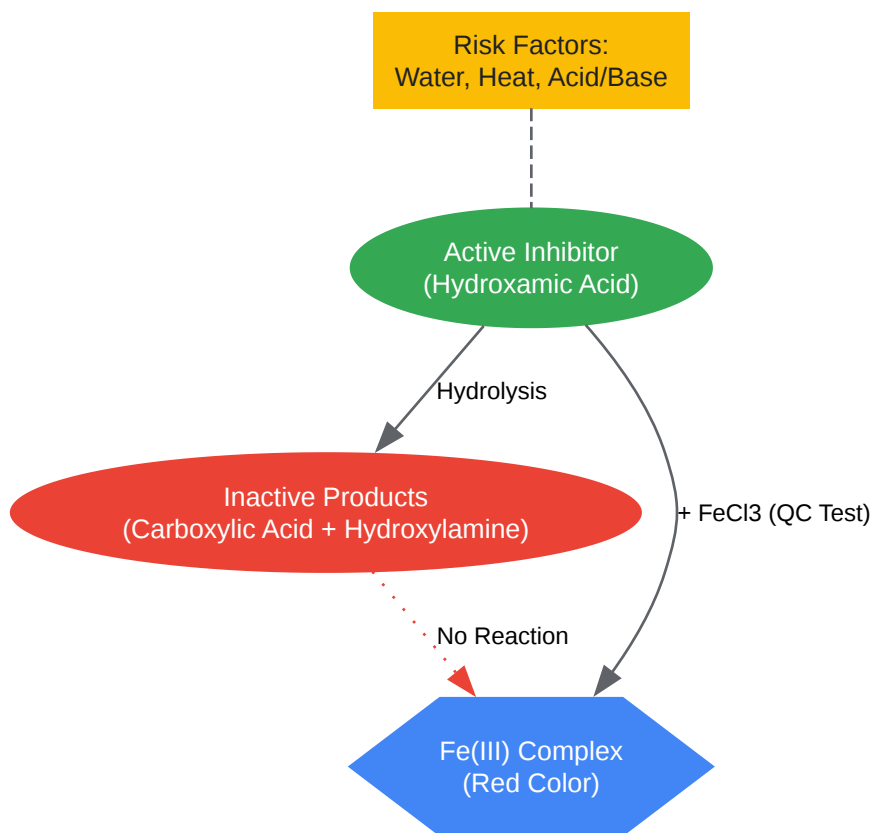 Risk Factors:
Water, Heat, Acid/Base
Active Inhibitor
(Hydroxamic Acid)
Hydrolysis
Inactive Products
(Carboxylic Acid + Hydroxylamine)
+ FeCl3 (QC Test)
No Reaction
Fe(III) Complex
(Red Color)